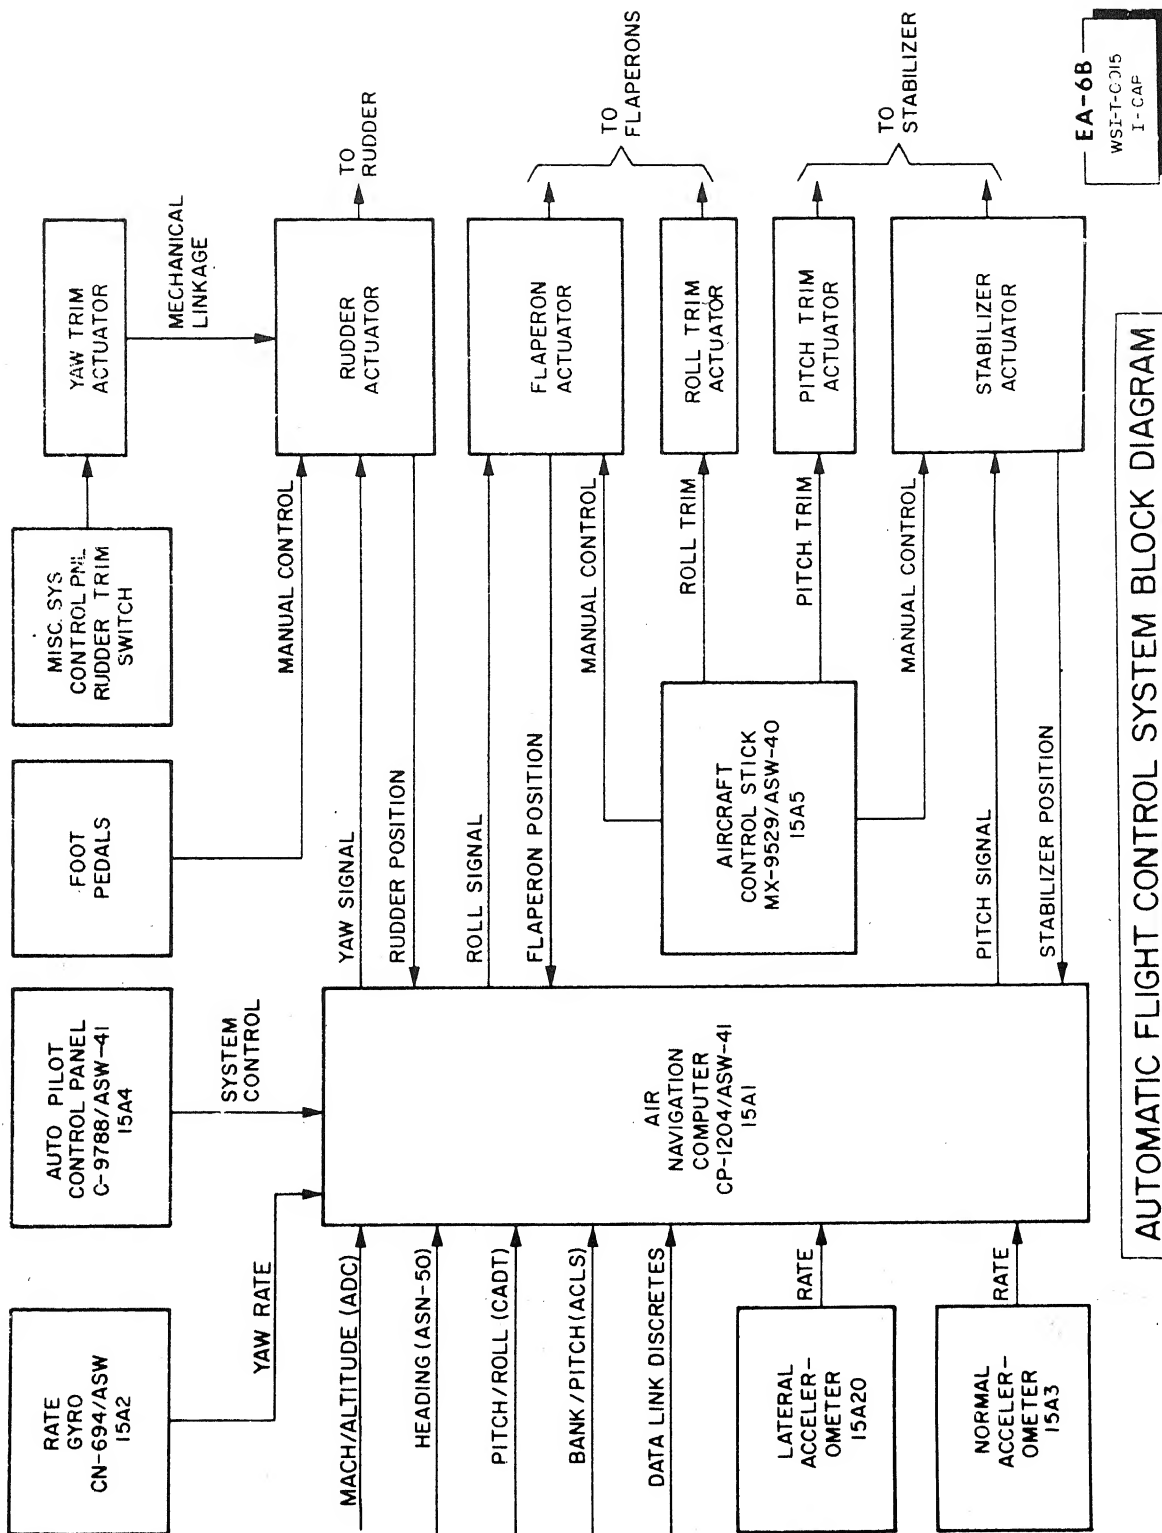 RATE
GYRO
CN-694/ASW
15A2
AUTO PILOT
CONTROL PANEL
C-9788/ASW-41
15A4
FOOT
PEDALS
MISC. SYS
CONTROL PNL
RUDDER TRIM
SWITCH
YAW TRIM
ACTUATOR
YAW RATE
SYSTEM
CONTROL
MANUAL CONTROL
MECHANICAL
LINKAGE
MACH/ALTITUDE (ADC)
HEADING (ASN-50)
PITCH/ROLL (CADT)
BANK/PITCH (ACLS)
DATA LINK DISCRETES
LATERAL
ACCELER-
OMETER
15A20
RATE
NORMAL
ACCELER-
OMETER
15A3
RATE
AIR
NAVIGATION
COMPUTER
CP-1204/ASW-41
15A1
YAW SIGNAL
RUDDER POSITION
ROLL SIGNAL
FLAPERON POSITION
MANUAL CONTROL
AIRCRAFT
CONTROL STICK
MX-9529/ASW-40
15A5
ROLL TRIM
PITCH TRIM
MANUAL CONTROL
PITCH SIGNAL
STABILIZER POSITION
RUDDER
ACTUATOR
TO
RUDDER
FLAPERON
ACTUATOR
ROLL TRIM
ACTUATOR
TO
FLAPERONS
PITCH TRIM
ACTUATOR
STABILIZER
ACTUATOR
TO
STABILIZER
AUTOMATIC FLIGHT CONTROL SYSTEM BLOCK DIAGRAM
EA-6B
WSI-T-C015
I-CAP